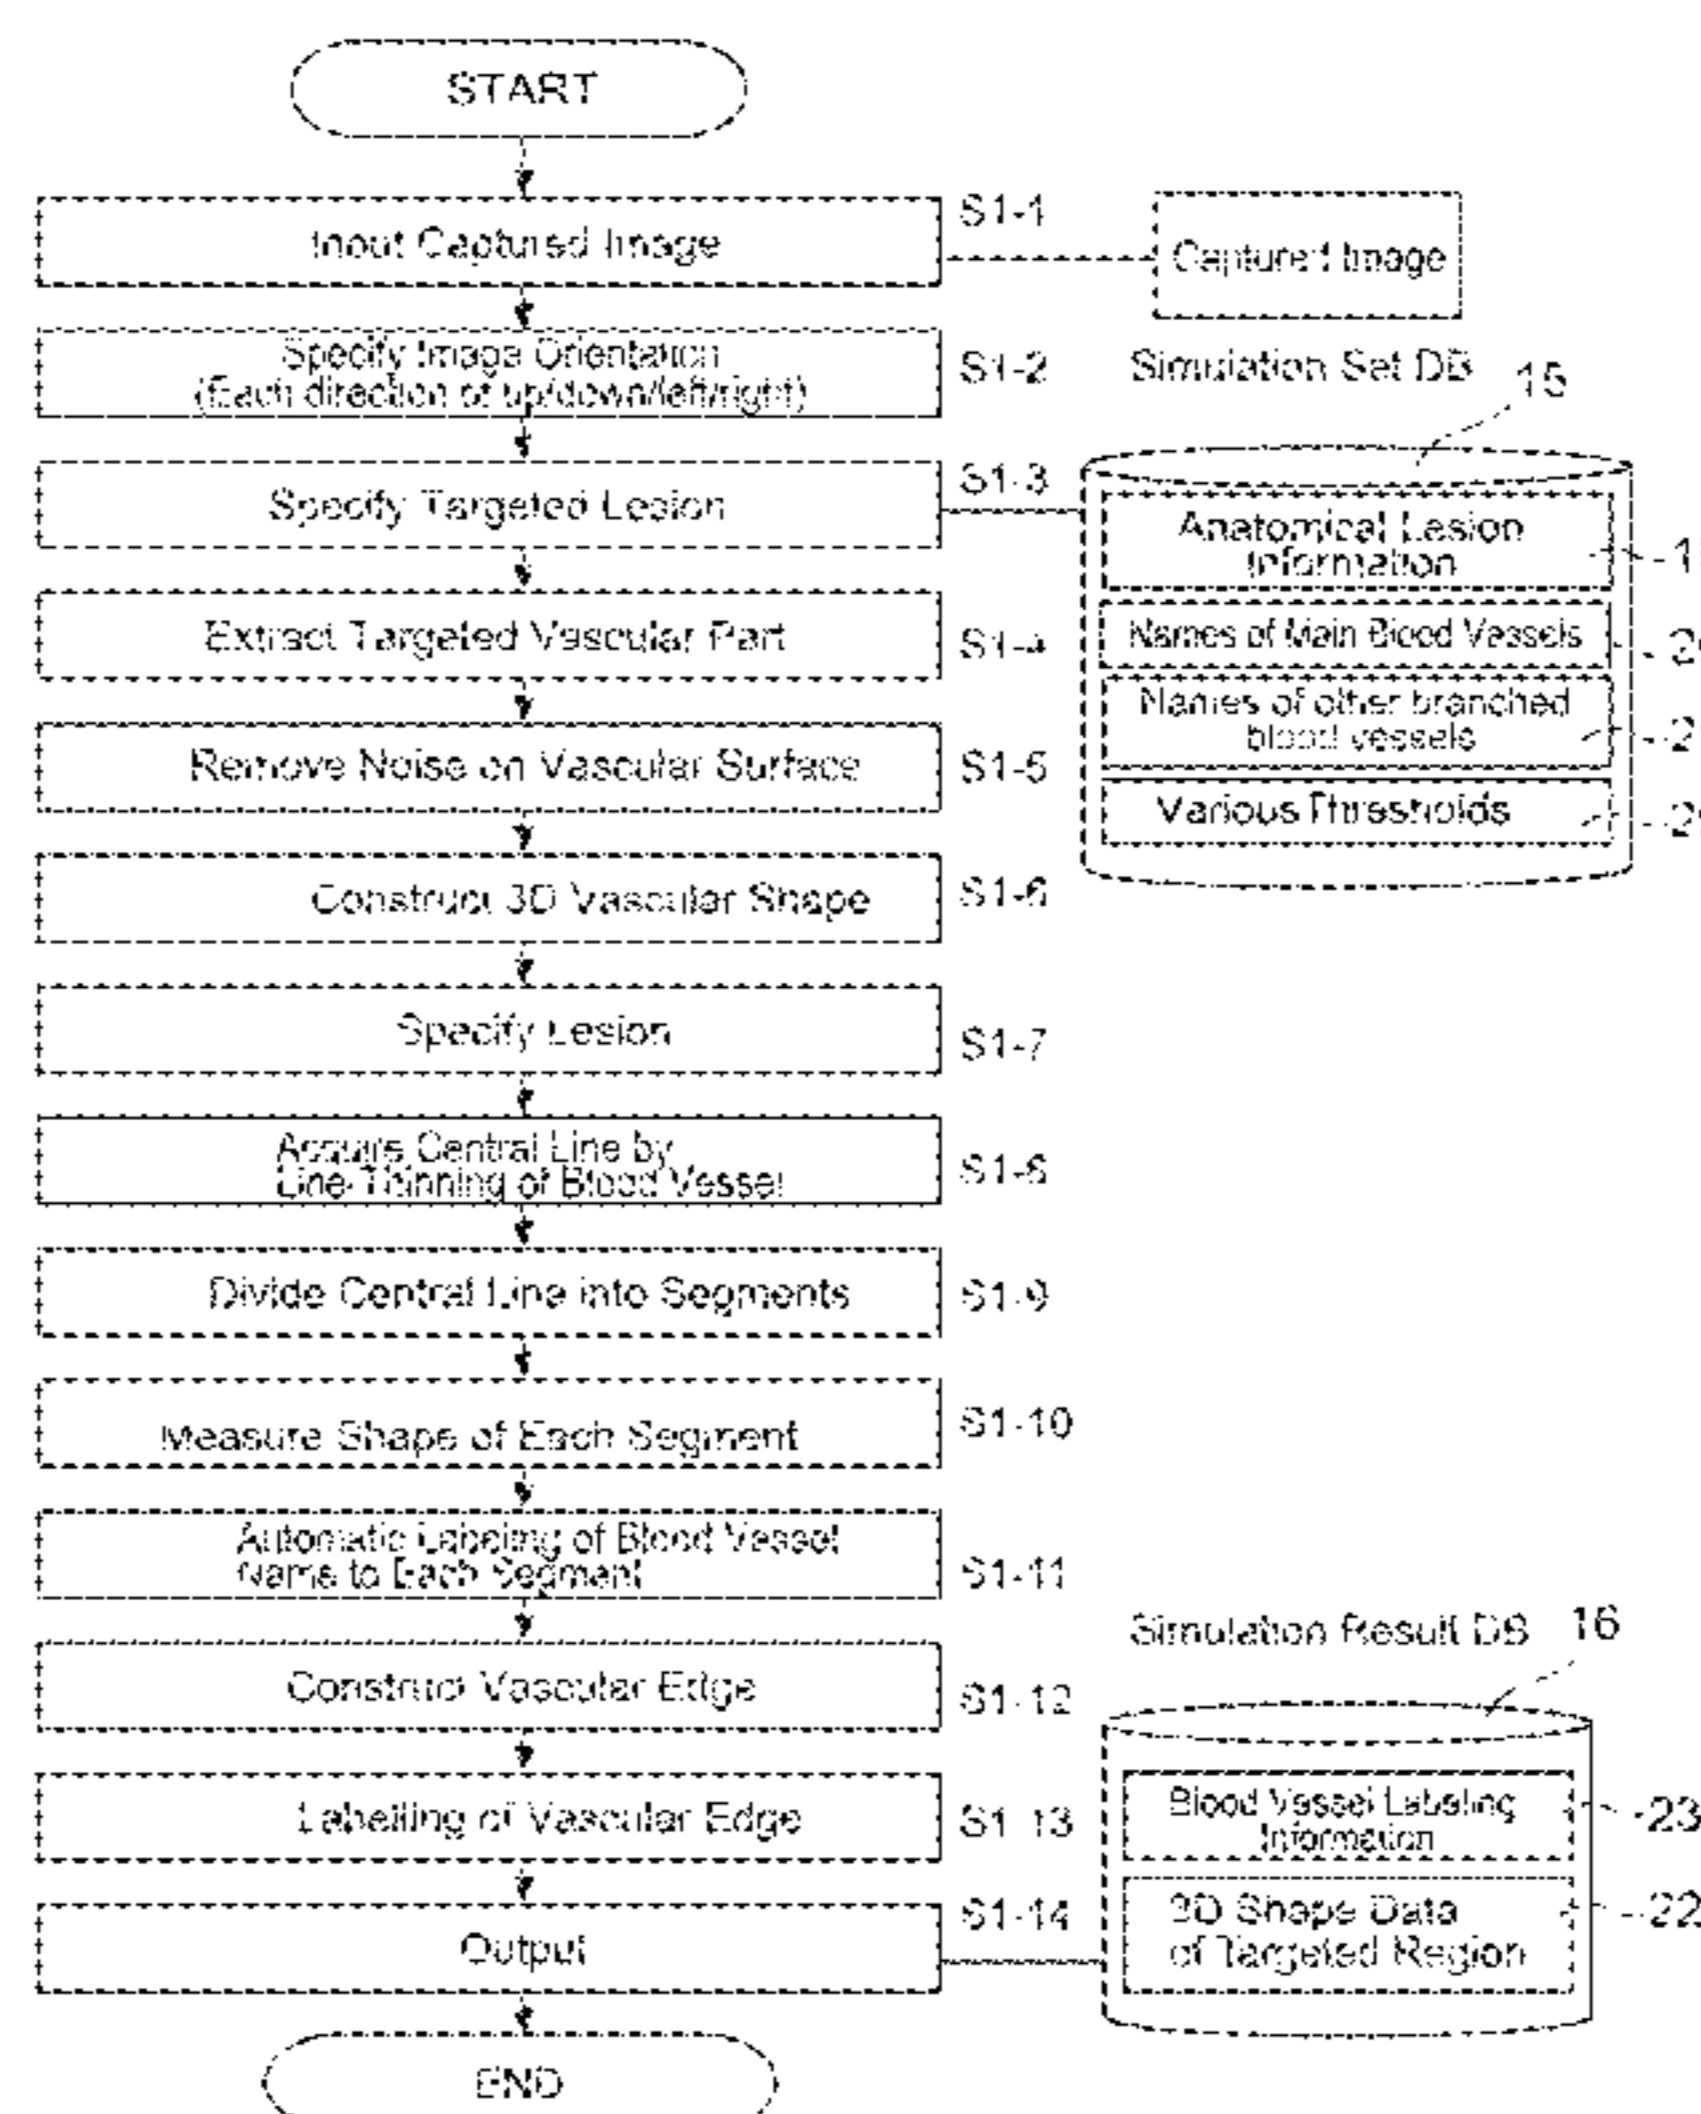 START
Input Captured Image
S1-1
Captured Image
Specify Image Orientation
(Each direction of up/down/left/right)
S1-2
Simulation Set DB
15
Specify Targeted Lesion
S1-3
Anatomical Lesion
Information
Extract Targeted Vascular Part
S1-4
Names of Main Blood Vessels
Names of other branched
blood vessels
Remove Noise on Vascular Surface
S1-5
Various Thresholds
Construct 3D Vascular Shape
S1-6
Specify Lesion
S1-7
Acquire Central Line by
Line-Thinning of Blood Vessel
S1-8
Divide Central Line into Segments
S1-9
Measure Shape of Each Segment
S1-10
Automatic Labeling of Blood Vessel
Name to Each Segment
S1-11
Simulation Result DB
16
Construct Vascular Edge
S1-12
Labelling of Vascular Edge
S1-13
Blood Vessel Labeling
Information
23
Output
S1-14
3D Shape Data
of Targeted Region
22
END